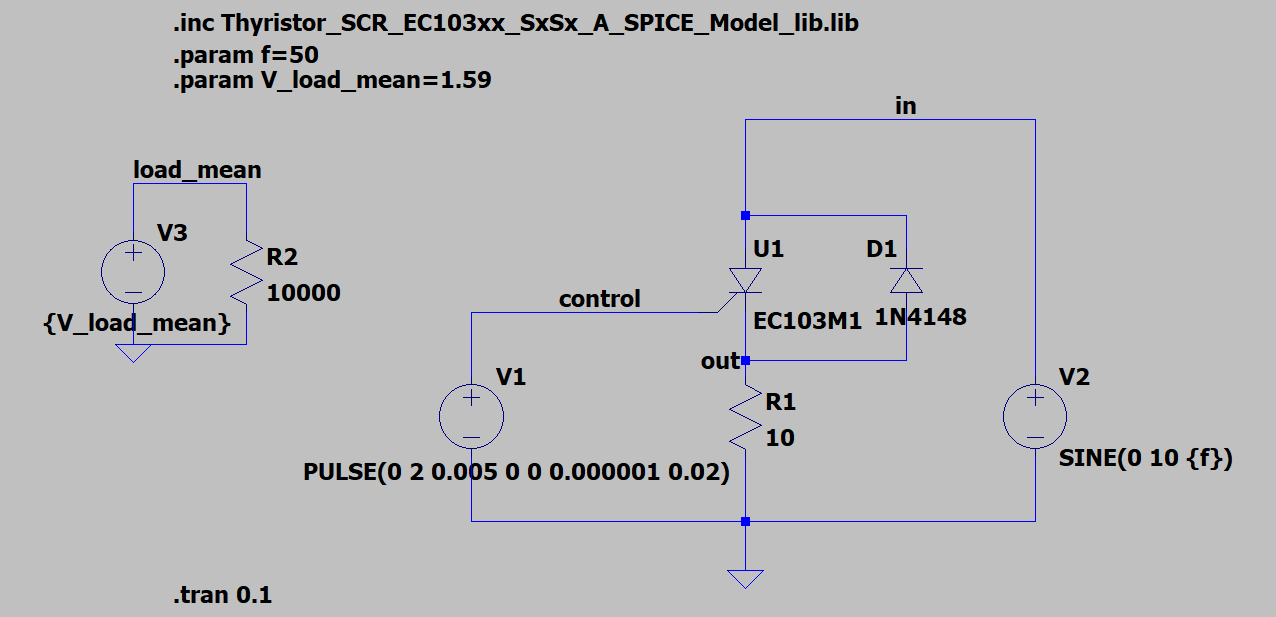 .inc Thyristor_SCR_EC103xx_SxSx_A_SPICE_Model_lib.lib
.param f=50
.param V_load_mean=1.59
in
load_mean
V3
R2
10000
{V_load_mean}
U1
D1
control
EC103M1
1N4148
out
V1
R1
10
V2
PULSE(0 2 0.005 0 0 0.000001 0.02)
SINE(0 10 {f})
.tran 0.1